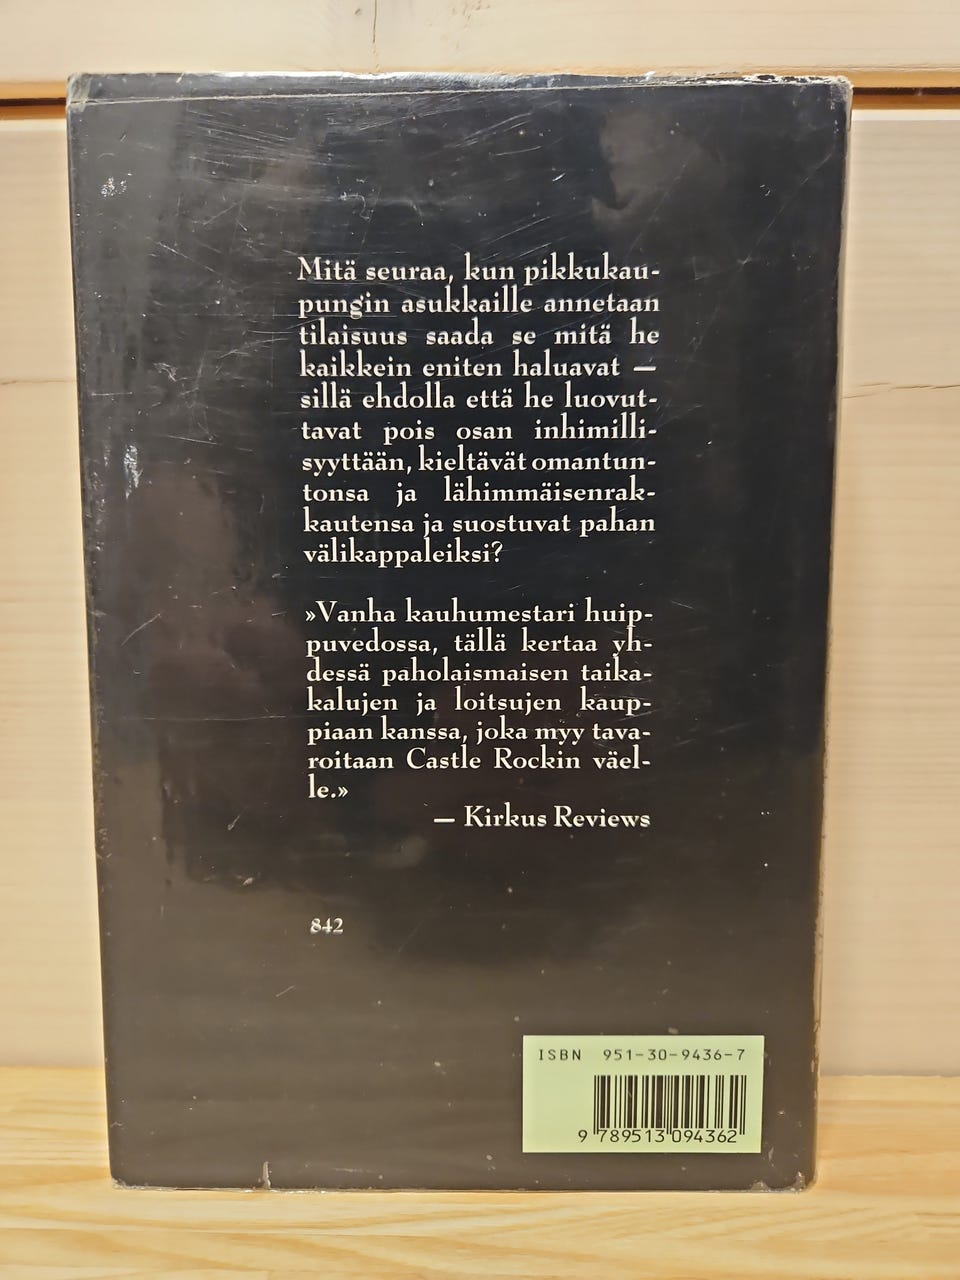 Mitä seuraa, kun pikkukau-
pungin asukkaille annetaan
tilaisuus saada se mitä he
kaikkein eniten haluavat —
sillä ehdolla että he luovut-
tavat pois osan inhimilli-
syyttään, kieltävät omantun-
tonsa ja lähimmäisenrak-
kautensa ja suostuvat pahan
välikappaleiksi?
»Vanha kauhumestari huip-
puvedossa, tällä kertaa yh-
dessä paholaismaisen taika-
kalujen ja loitsujen kaup-
piaan kanssa, joka myy tava-
roitaan Castle Rockin väel-
le.»
— Kirkus Reviews
842
ISBN 951-30-9436-7
9 789513 094362